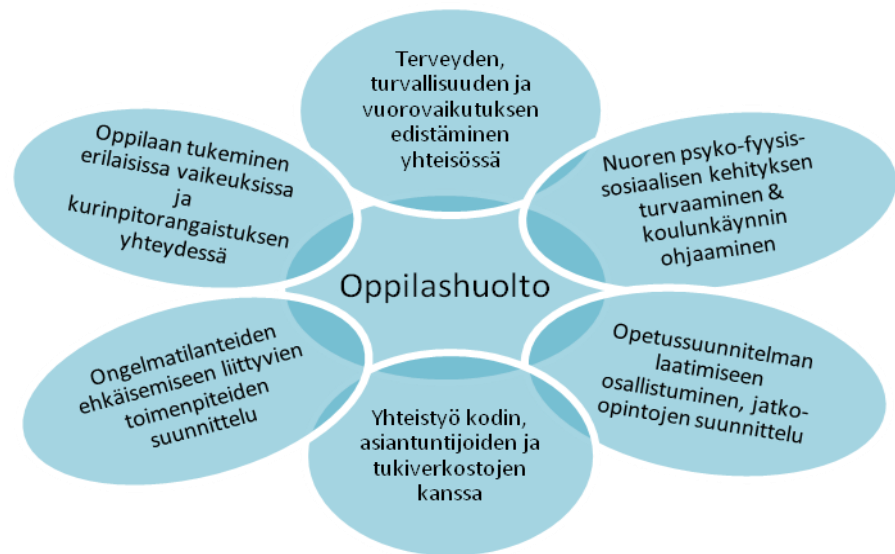 Terveyden,
turvallisuuden ja
vuorovaikutuksen
edistäminen
yhteisössä
Oppilaan tukeminen
erilaisissa vaikeuksissa
ja
kurinpitorangaistuksen
yhteydessä
Nuoren psyko-fyysis-
sosiaalisen kehityksen
turvaaminen &
koulunkäynnin
ohjaaminen
Oppilashuolto
Ongelmatilanteiden
ehkäisemiseen liittyvien
toimenpiteiden
suunnittelu
Yhteistyö kodin,
asiantuntijoiden ja
tukiverkostojen
kanssa
Opetussuunnitelman
laatimiseen
osallistuminen, jatko-
opintojen suunnittelu